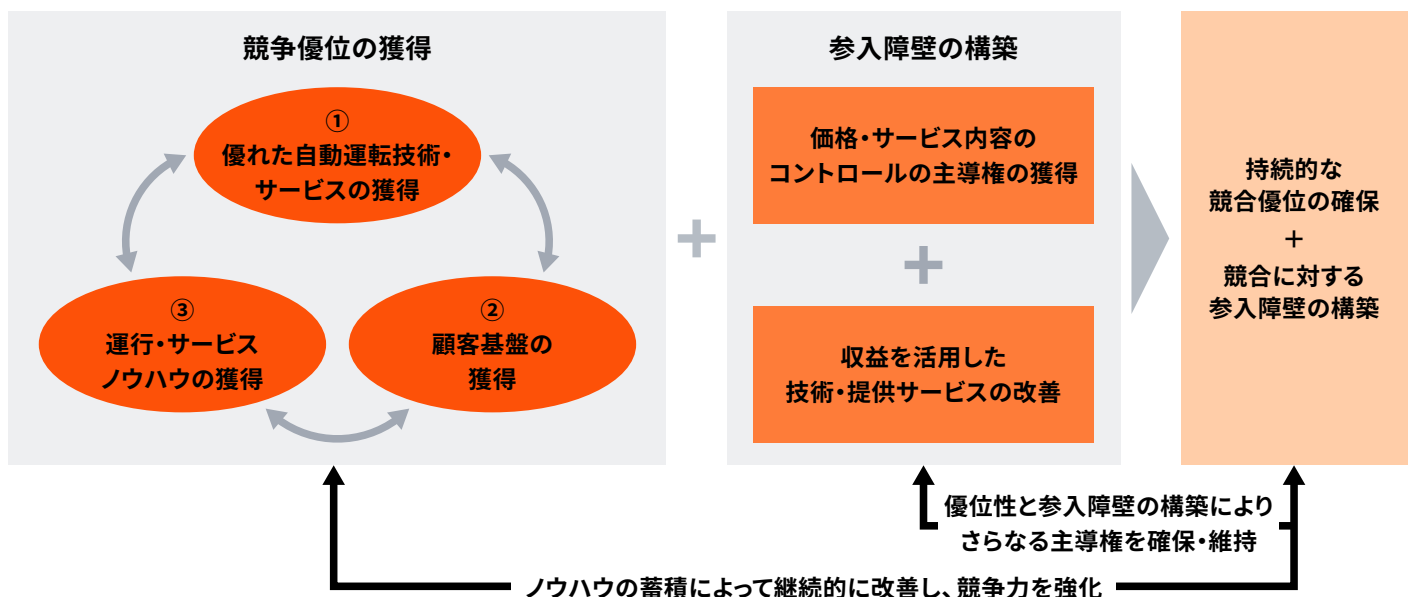 競争優位の獲得
①
優れた自動運転技術・
サービスの獲得
③
運行・サービス
ノウハウの獲得
②
顧客基盤の
獲得
+
参入障壁の構築
価格・サービス内容の
コントロールの主導権の獲得
+
収益を活用した
技術・提供サービスの改善
持続的な
競合優位の確保
+
競合に対する
参入障壁の構築
優位性と参入障壁の構築により
さらなる主導権を確保・維持
ノウハウの蓄積によって継続的に改善し、競争力を強化